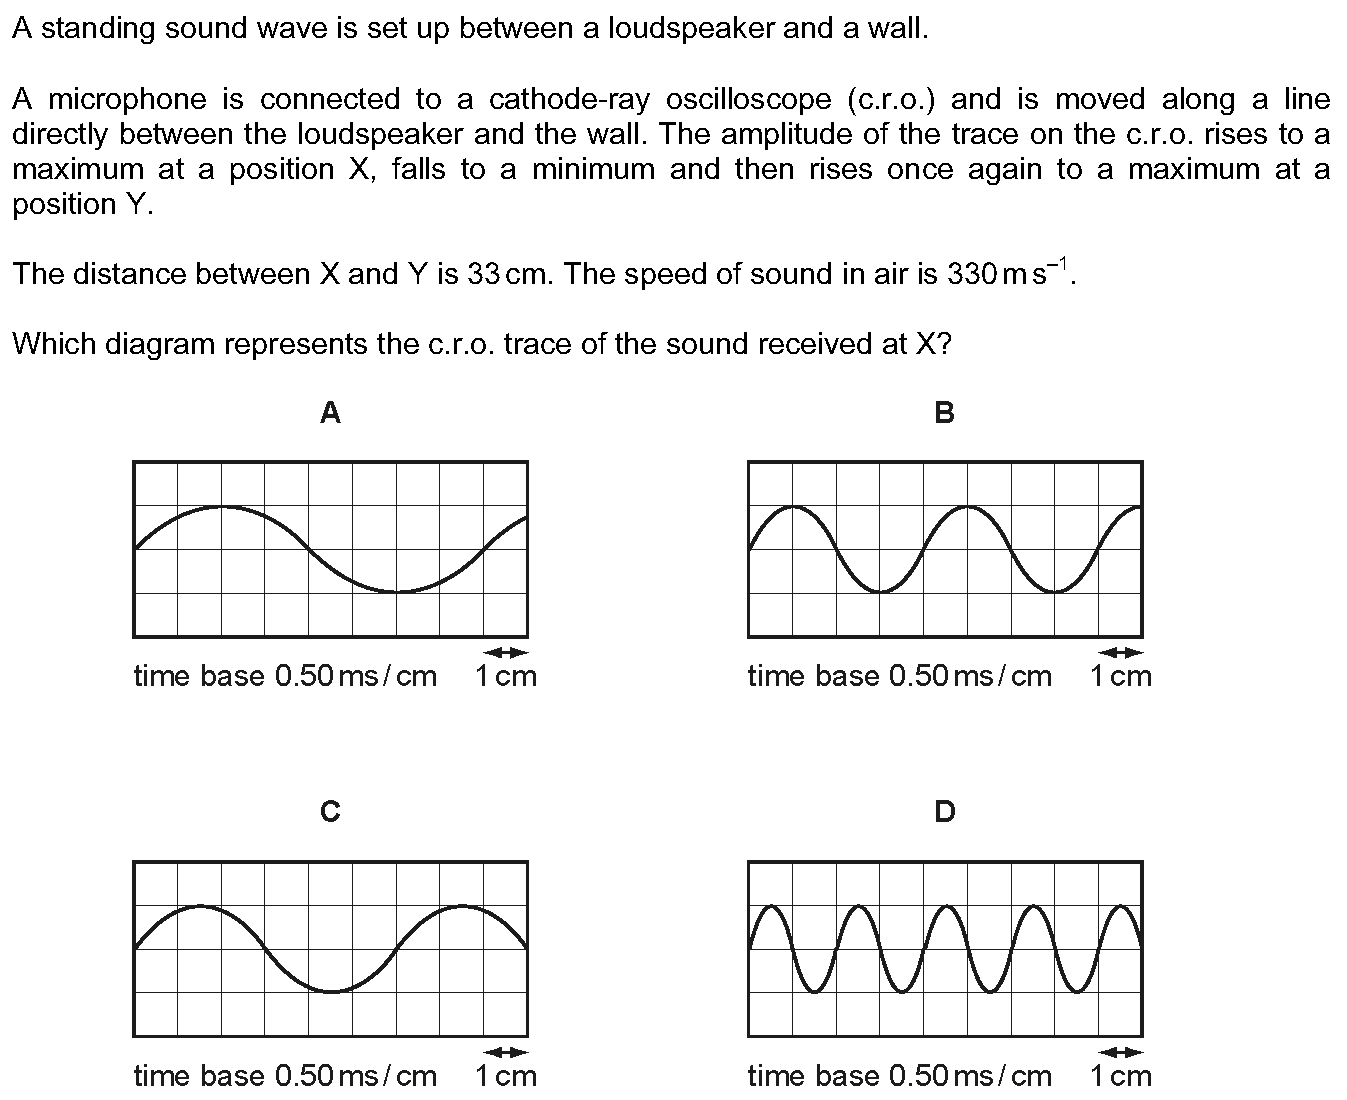 A standing sound wave is set up between a loudspeaker and a wall.
A microphone is connected to a cathode-ray oscilloscope (c.r.o.) and is moved along a line
directly between the loudspeaker and the wall. The amplitude of the trace on the c.r.o. rises to a
maximum at a position X, falls to a minimum and then rises once again to a maximum at a
position Y.
The distance between X and Y is 33 cm. The speed of sound in air is 330 m s⁻¹.
Which diagram represents the c.r.o. trace of the sound received at X?
A
B
time base 0.50 ms / cm 1 cm
time base 0.50 ms / cm 1 cm
C
D
time base 0.50 ms / cm 1 cm
time base 0.50 ms / cm 1 cm